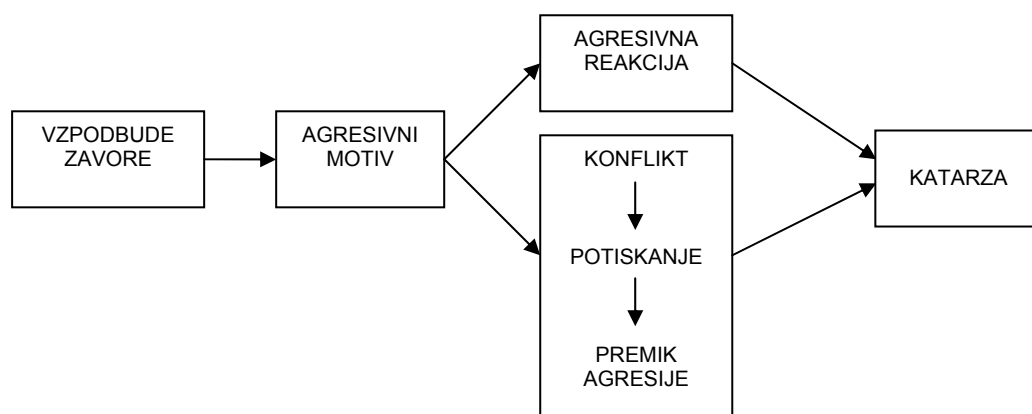 VZPODBUDE
ZAVORE
AGRESIVNI
MOTIV
AGRESIVNA
REAKCIJA
KONFLIKT
POTISKANJE
PREMIK
AGRESIJE
KATARZA